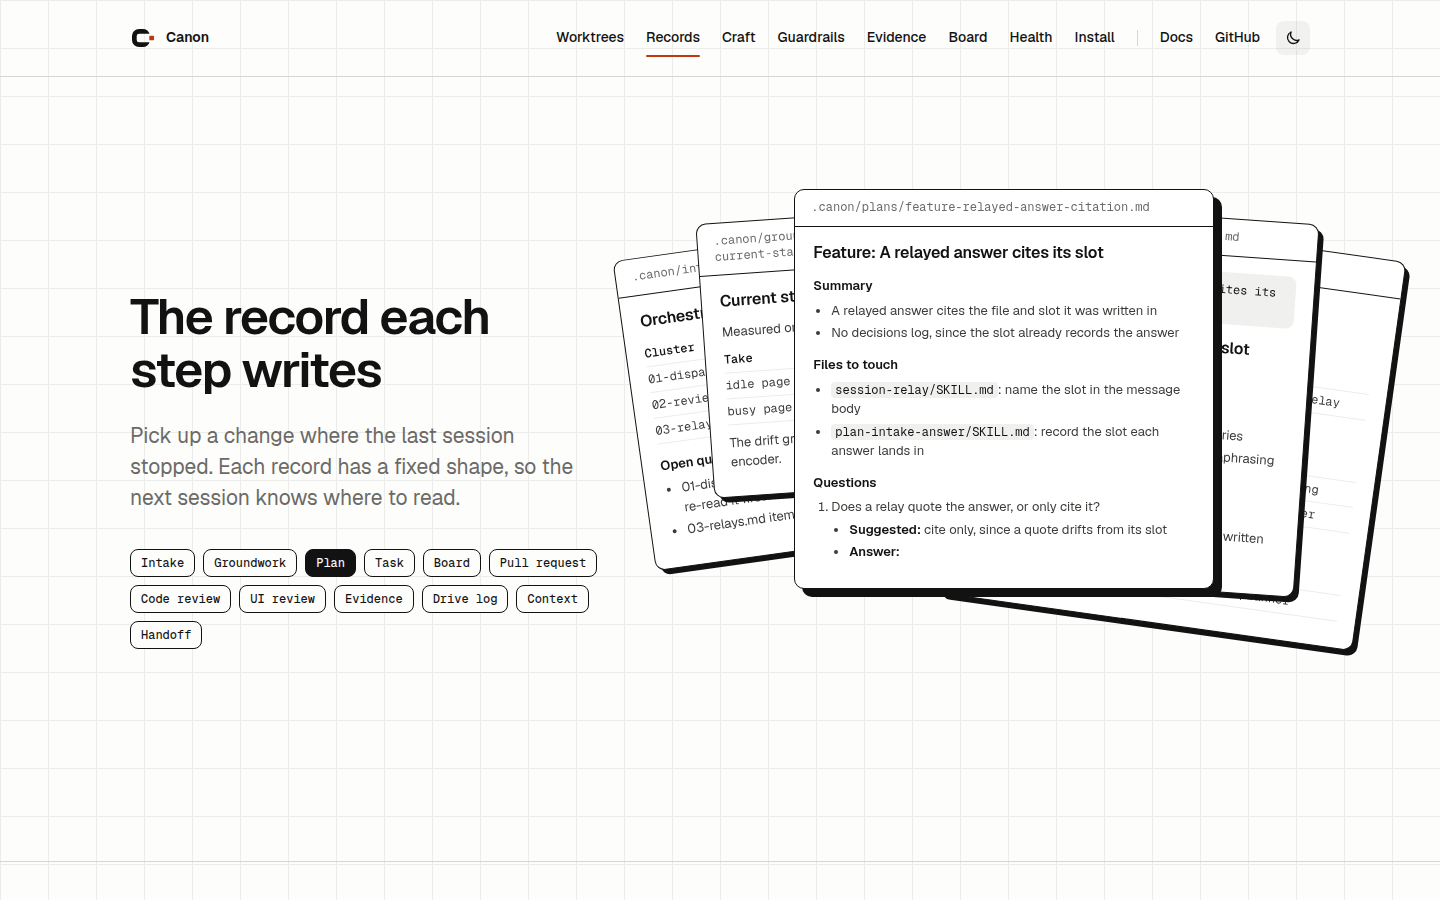 Canon
Worktrees Records Craft Guardrails Evidence Board Health Install Docs GitHub
The record each
step writes
Pick up a change where the last session
stopped. Each record has a fixed shape, so the
next session knows where to read.
Intake Groundwork Plan Task Board Pull request
Code review UI review Evidence Drive log Context
Handoff
Cluster
Open
03-relays.md item
.canon/
Current
Measured
Take
idle page
busy page
The drift
encoder.
.canon/plans/feature-relayed-answer-citation.md
Feature: A relayed answer cites its slot
Summary
• A relayed answer cites the file and slot it was written in
• No decisions log, since the slot already records the answer
Files to touch
• session-relay/SKILL.md: name the slot in the message
body
• plan-intake-answer/SKILL.md: record the slot each
answer lands in
Questions
1. Does a relay quote the answer, or only cite it?
• Suggested: cite only, since a quote drifts from its slot
• Answer:
md
its
slot
phrasing
written